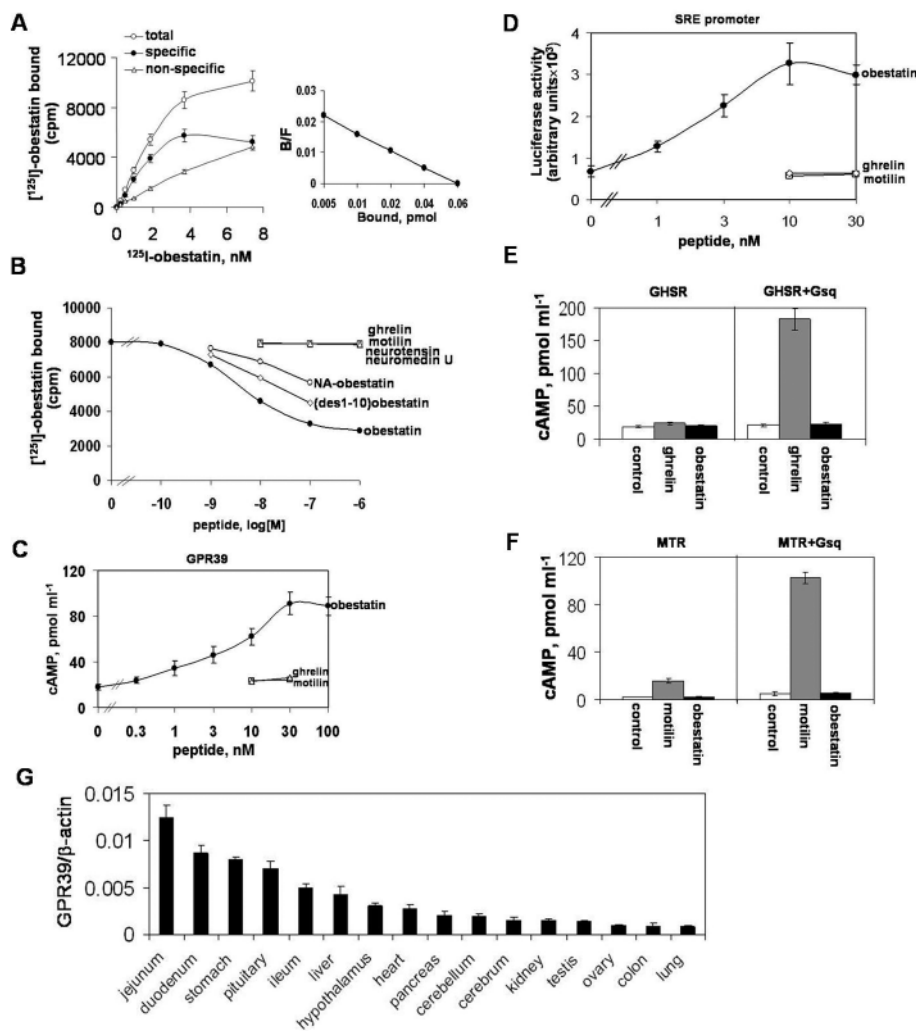 A
total
specific
non-specific
12000
8000
4000
0
[¹²⁵I]-obestatin bound
(cpm)
0 2 4 6 8
¹²⁵I-obestatin, nM
0.03
0.02
0.01
0
B/F
0.005 0.01 0.02 0.04 0.06
Bound, pmol
B
10000
8000
6000
4000
2000
0
[¹²⁵I]-obestatin bound
(cpm)
ghrelin
motilin
neurotensin
neuromedin U
NA-obestatin
(des1-10)obestatin
obestatin
0 -10 -9 -8 -7 -6
peptide, log[M]
C
GPR39
120
80
40
0
cAMP, pmol ml⁻¹
obestatin
ghrelin
motilin
0 0.3 1 3 10 30 100
peptide, nM
D
SRE promoter
4
3
2
1
0
Luciferase activity
(arbitrary units×10³)
obestatin
ghrelin
motilin
0 1 3 10 30
peptide, nM
E
GHSR GHSR+Gsq
200
150
100
50
0
cAMP, pmol ml⁻¹
control ghrelin obestatin control ghrelin obestatin
F
MTR MTR+Gsq
120
90
60
30
0
cAMP, pmol ml⁻¹
control motilin obestatin control motilin obestatin
G
0.015
0.01
0.005
0
GPR39/β-actin
jejunum duodenum stomach pitutary ileum liver hypothalamus heart pancreas cerebellum cerebrum kidney testis ovary colon lung